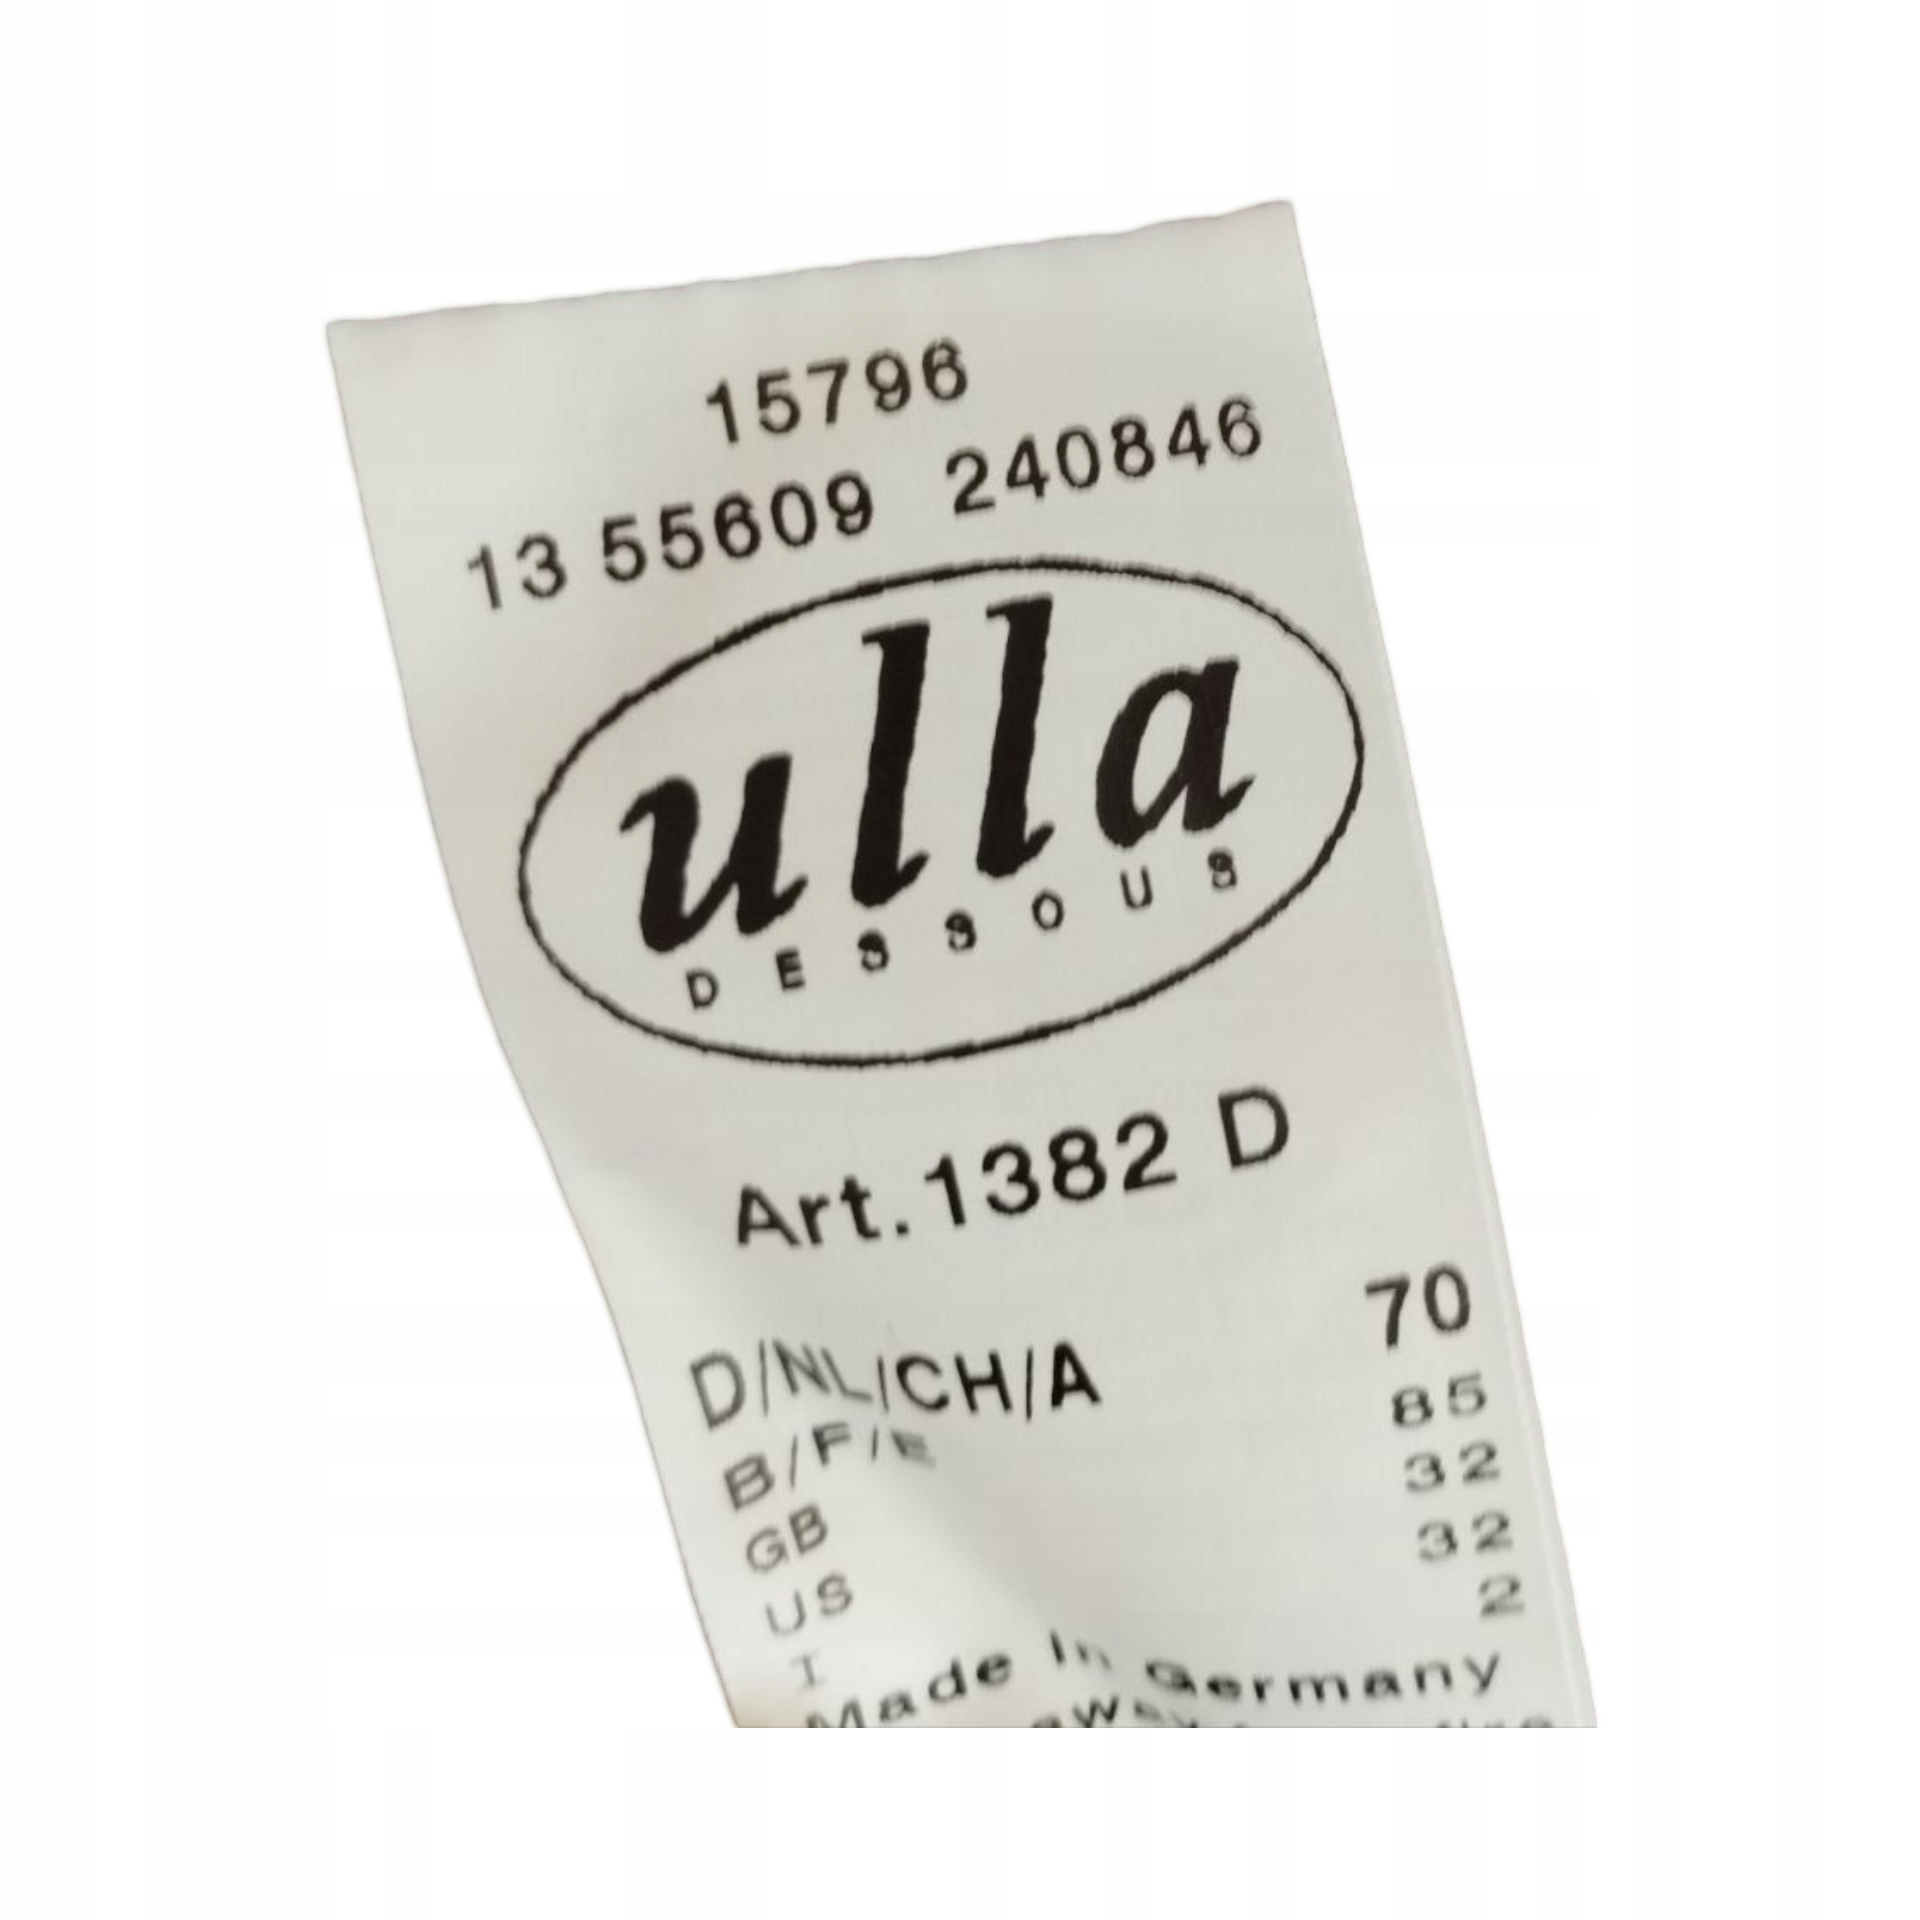 15796
13 55609 240846
ulla
DESSOUS
Art. 1382 D
D/NL/CH/A 70
B/F/E 85
GB 32
US 32
I 2
Made In Germany